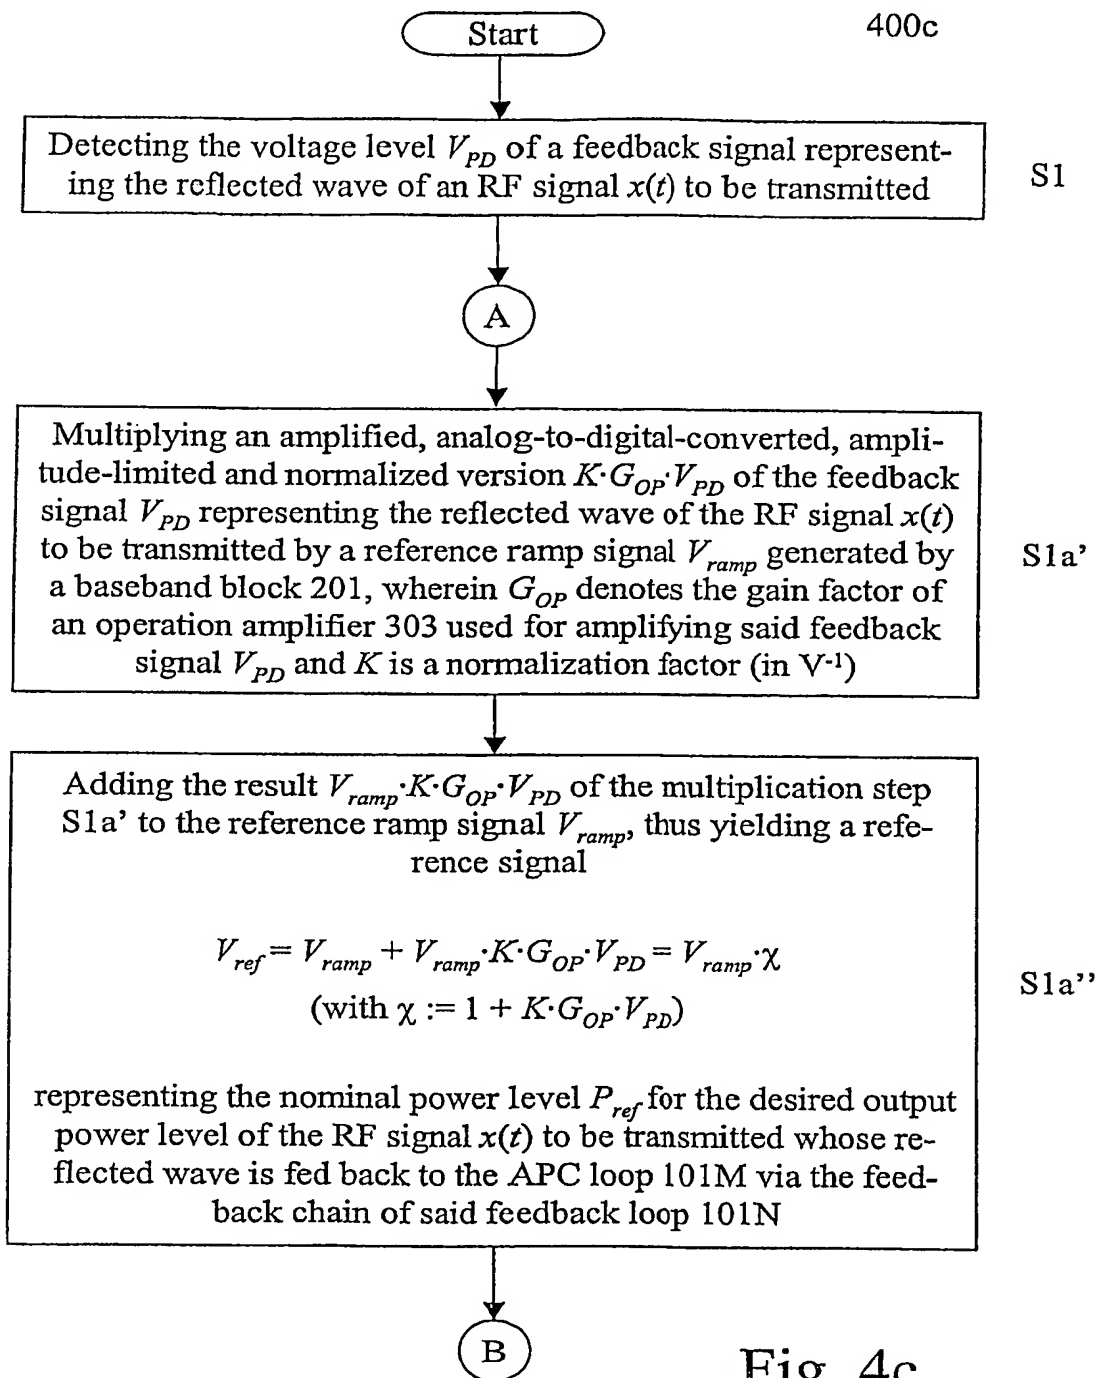 400c
Start
Detecting the voltage level V_PD of a feedback signal represent-
ing the reflected wave of an RF signal x(t) to be transmitted
S1
A
Multiplying an amplified, analog-to-digital-converted, ampli-
tude-limited and normalized version K·G_OP·V_PD of the feedback
signal V_PD representing the reflected wave of the RF signal x(t)
to be transmitted by a reference ramp signal V_ramp generated by
a baseband block 201, wherein G_OP denotes the gain factor of
an operation amplifier 303 used for amplifying said feedback
signal V_PD and K is a normalization factor (in V⁻¹)
S1a’
Adding the result V_ramp·K·G_OP·V_PD of the multiplication step
S1a’ to the reference ramp signal V_ramp, thus yielding a refe-
rence signal
V_ref = V_ramp + V_ramp·K·G_OP·V_PD = V_ramp·χ
(with χ := 1 + K·G_OP·V_PD)
representing the nominal power level P_ref for the desired output
power level of the RF signal x(t) to be transmitted whose re-
flected wave is fed back to the APC loop 101M via the feed-
back chain of said feedback loop 101N
S1a’’
B
Fig. 4c